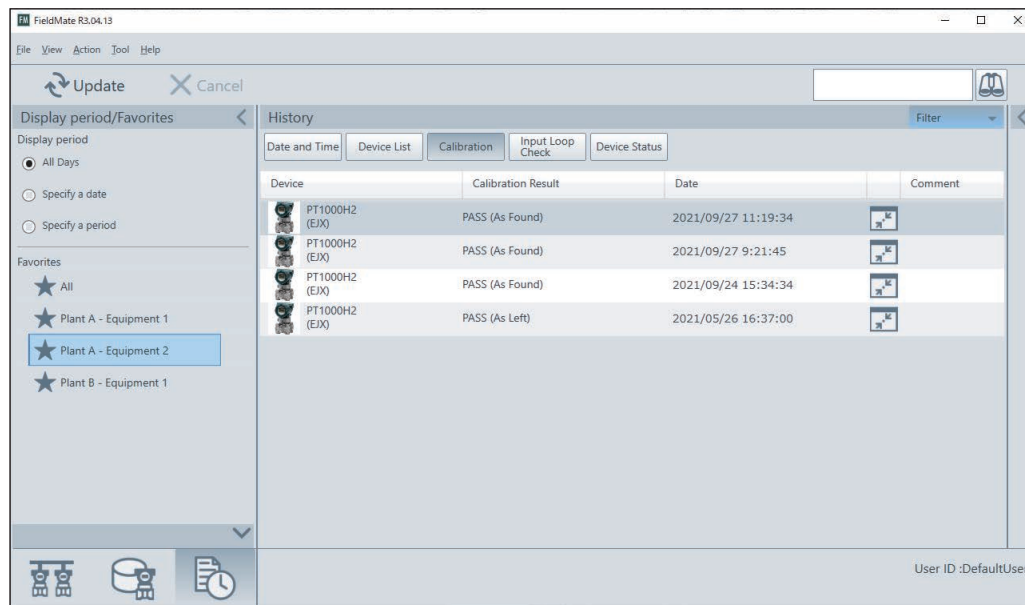 FM FieldMate R3.04.13
File View Action Tool Help
Update Cancel
Display period/Favorites
Display period
All Days
Specify a date
Specify a period
Favorites
All
Plant A - Equipment 1
Plant A - Equipment 2
Plant B - Equipment 1
History Filter
Date and Time Device List Calibration Input Loop Check Device Status
Device Calibration Result Date Comment
PT1000H2
(EJX) PASS (As Found) 2021/09/27 11:19:34
PT1000H2
(EJX) PASS (As Found) 2021/09/27 9:21:45
PT1000H2
(EJX) PASS (As Found) 2021/09/24 15:34:34
PT1000H2
(EJX) PASS (As Left) 2021/05/26 16:37:00
User ID :DefaultUser